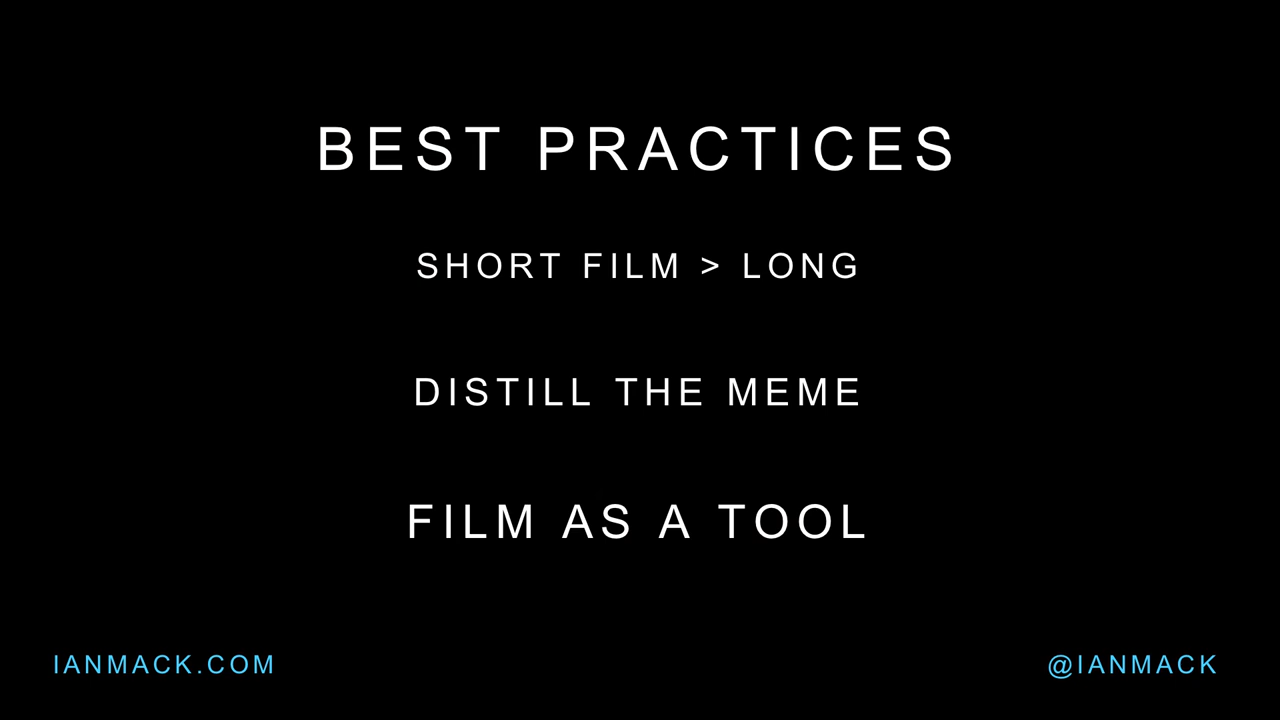 BEST PRACTICES
SHORT FILM > LONG
DISTILL THE MEME
FILM AS A TOOL
IANMACK.COM
@IANMACK